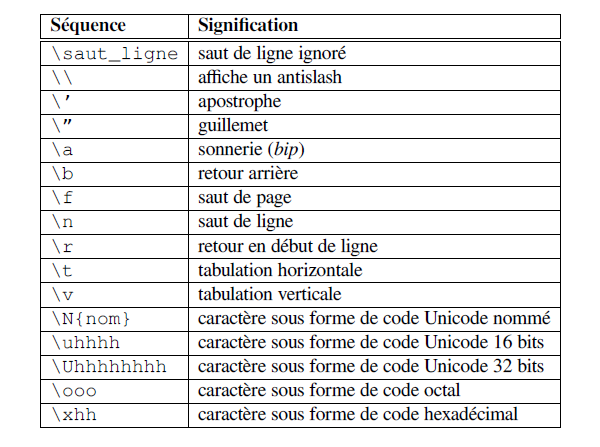 Séquence Signification
\saut_ligne saut de ligne ignoré
\\ affiche un antislash
\’ apostrophe
\” guillemet
\a sonnerie (bip)
\b retour arrière
\f saut de page
\n saut de ligne
\r retour en début de ligne
\t tabulation horizontale
\v tabulation verticale
\N{nom} caractère sous forme de code Unicode nommé
\uhhhh caractère sous forme de code Unicode 16 bits
\Uhhhhhhhh caractère sous forme de code Unicode 32 bits
\ooo caractère sous forme de code octal
\xhh caractère sous forme de code hexadécimal